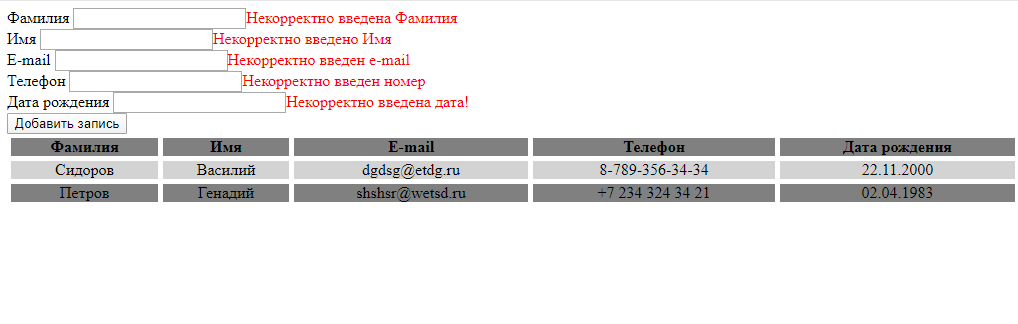 Фамилия Некорректно введена Фамилия
Имя Некорректно введено Имя
E-mail Некорректно введен e-mail
Телефон Некорректно введен номер
Дата рождения Некорректно введена дата!
Добавить запись
Фамилия Имя E-mail Телефон Дата рождения
Сидоров Василий dgdsg@etdg.ru 8-789-356-34-34 22.11.2000
Петров Генадий shshsr@wetsd.ru +7 234 324 34 21 02.04.1983